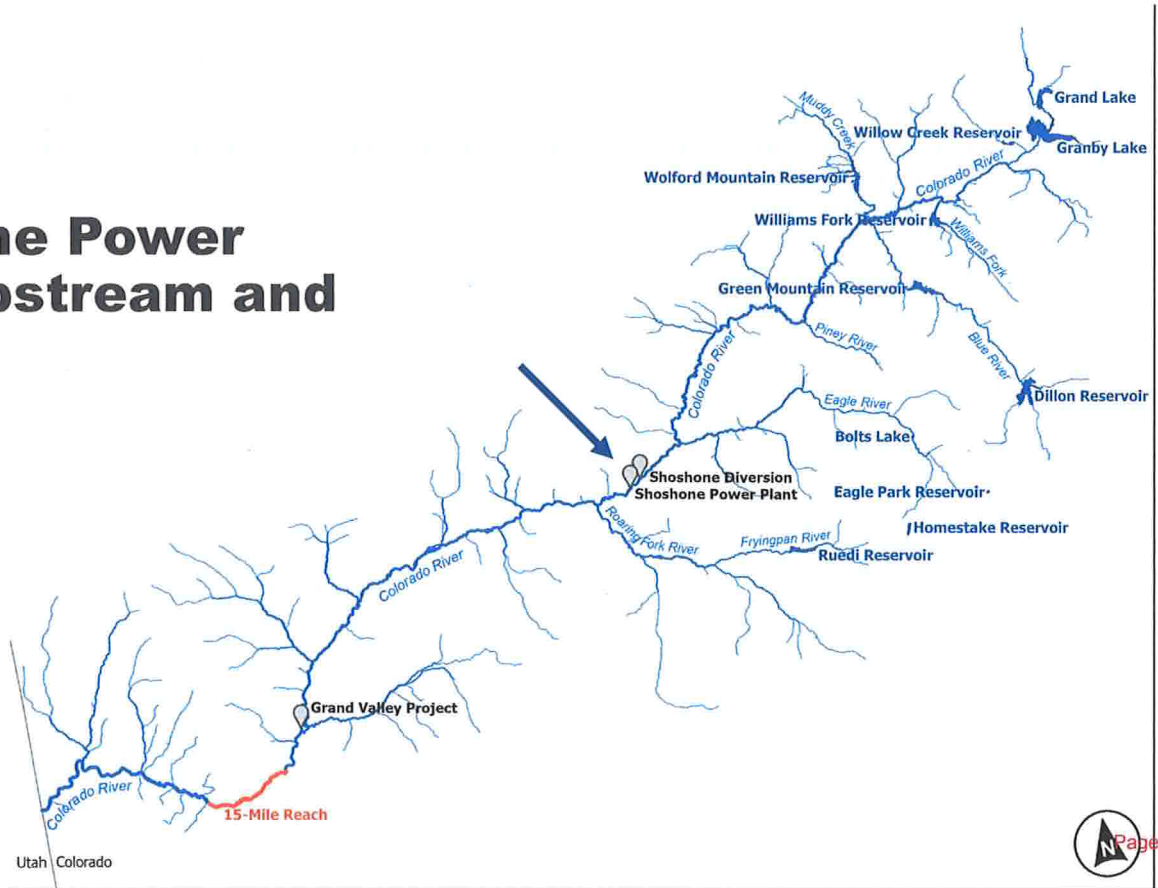 ne Power
pstream and
Muddy Creek
Grand Lake
Willow Creek Reservoir
Granby Lake
Colorado River
Wolford Mountain Reservoir
Williams Fork Reservoir
Williams Fork
Green Mountain Reservoir
Piney River
Colorado River
Blue River
Dillon Reservoir
Eagle River
Bolts Lake
Shoshone Diversion
Shoshone Power Plant
Eagle Park Reservoir
Homestake Reservoir
Roaring Fork River
Fryingpan River
Ruedi Reservoir
Colorado River
Grand Valley Project
Colorado River
15-Mile Reach
Utah Colorado
N
Page